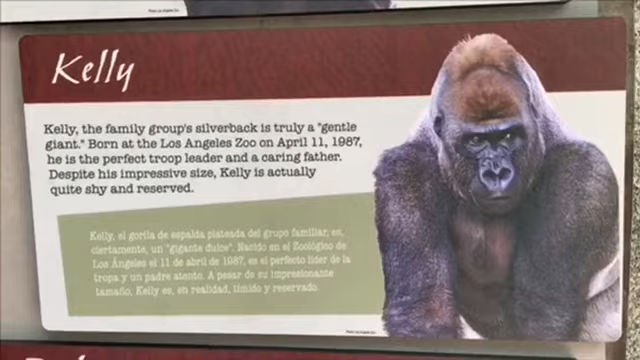 Kelly
Kelly, the family group's silverback is truly a "gentle
giant." Born at the Los Angeles Zoo on April 11, 1987,
he is the perfect troop leader and a caring father.
Despite his impressive size, Kelly is actually
quite shy and reserved.
Kelly, el gorila de espalda plateada del grupo familiar, es,
ciertamente, un "gigante dulce". Nacido en el Zoológico de
Los Ángeles el 11 de abril de 1987, es el perfecto líder de la
tropa y un padre atento. A pesar de su impresionante
tamaño, Kelly es, en realidad, tímido y reservado.